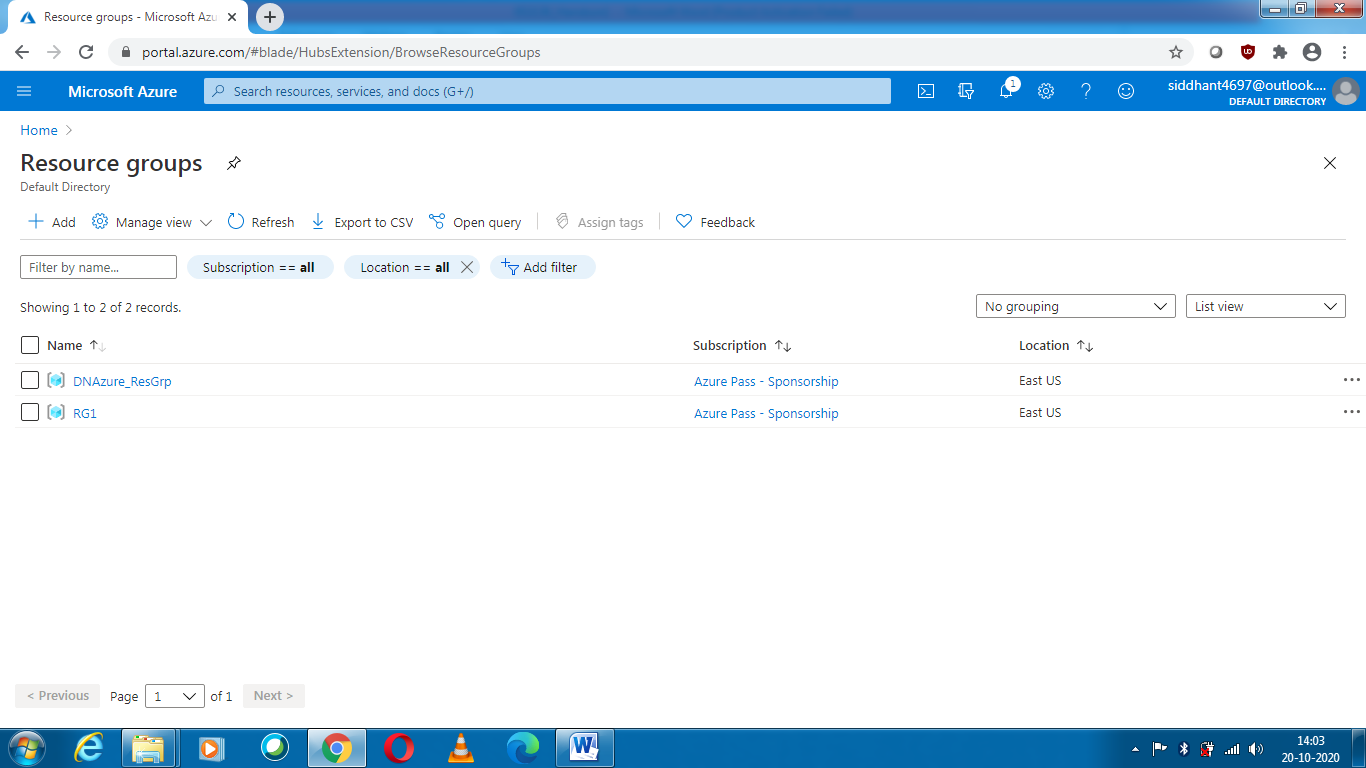 Resource groups - Microsoft Azu
portal.azure.com/#blade/HubsExtension/BrowseResourceGroups
Microsoft Azure
Search resources, services, and docs (G+/)
1
siddhant4697@outlook....
DEFAULT DIRECTORY
Home
Resource groups
Default Directory
Add Manage view Refresh Export to CSV Open query Assign tags Feedback
Filter by name... Subscription == all Location == all Add filter
Showing 1 to 2 of 2 records. No grouping List view
Name Subscription Location
DNAzure_ResGrp Azure Pass - Sponsorship East US
RG1 Azure Pass - Sponsorship East US
< Previous Page 1 of 1 Next >
14:03
20-10-2020